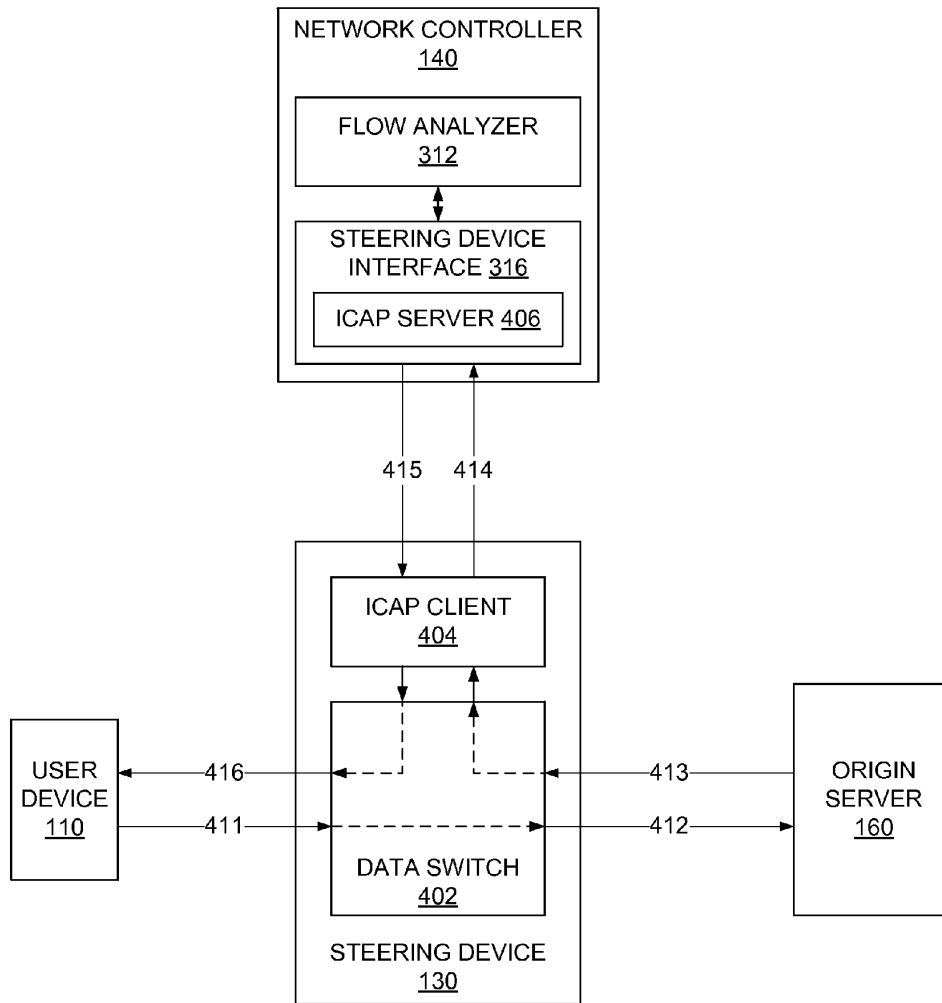 NETWORK CONTROLLER
140
FLOW ANALYZER
312
STEERING DEVICE
INTERFACE 316
ICAP SERVER 406
415
414
ICAP CLIENT
404
USER
DEVICE
110
416
411
DATA SWITCH
402
413
412
ORIGIN
SERVER
160
STEERING DEVICE
130